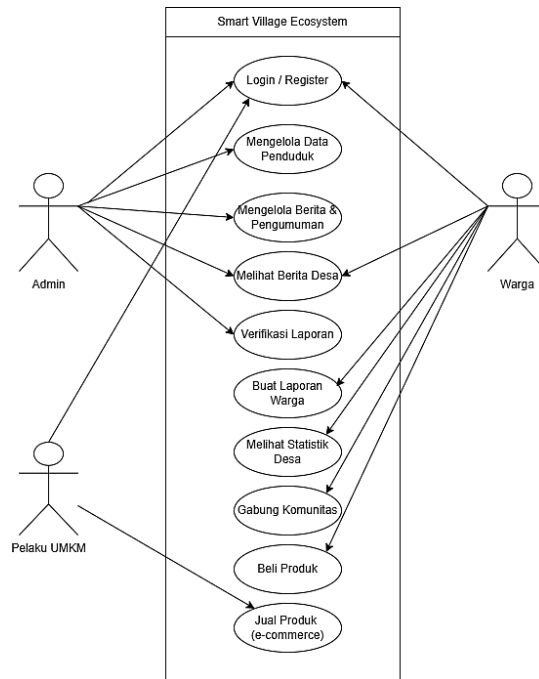 Smart Village Ecosystem
Login / Register
Mengelola Data
Penduduk
Mengelola Berita &
Pengumuman
Admin
Melihat Berita Desa
Warga
Verifikasi Laporan
Buat Laporan
Warga
Melihat Statistik
Desa
Gabung Komunitas
Pelaku UMKM
Beli Produk
Jual Produk
(e-commerce)